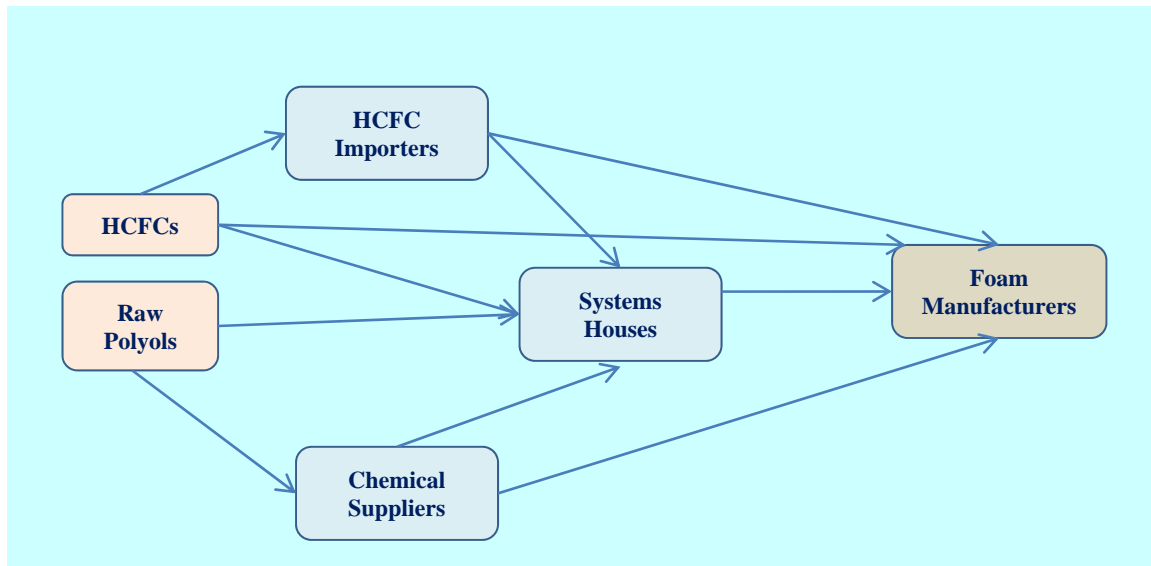 HCFC
Importers
HCFCs
Raw
Polyols
Systems
Houses
Foam
Manufacturers
Chemical
Suppliers